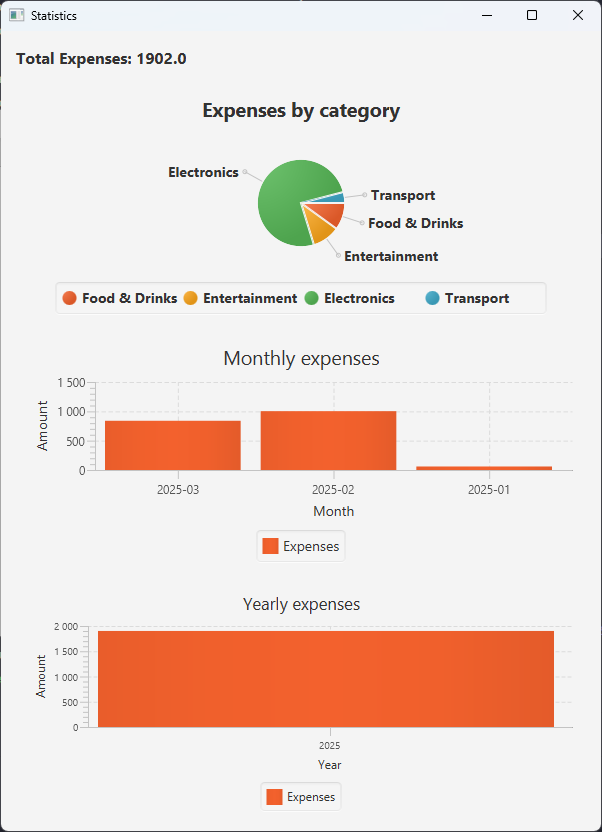 Statistics
Total Expenses: 1902.0
Expenses by category
Electronics
Transport
Food & Drinks
Entertainment
Food & Drinks Entertainment Electronics Transport
Monthly expenses
1 500
1 000
500
0
Amount
2025-03 2025-02 2025-01
Month
Expenses
Yearly expenses
2 000
1 500
1 000
500
0
Amount
2025
Year
Expenses